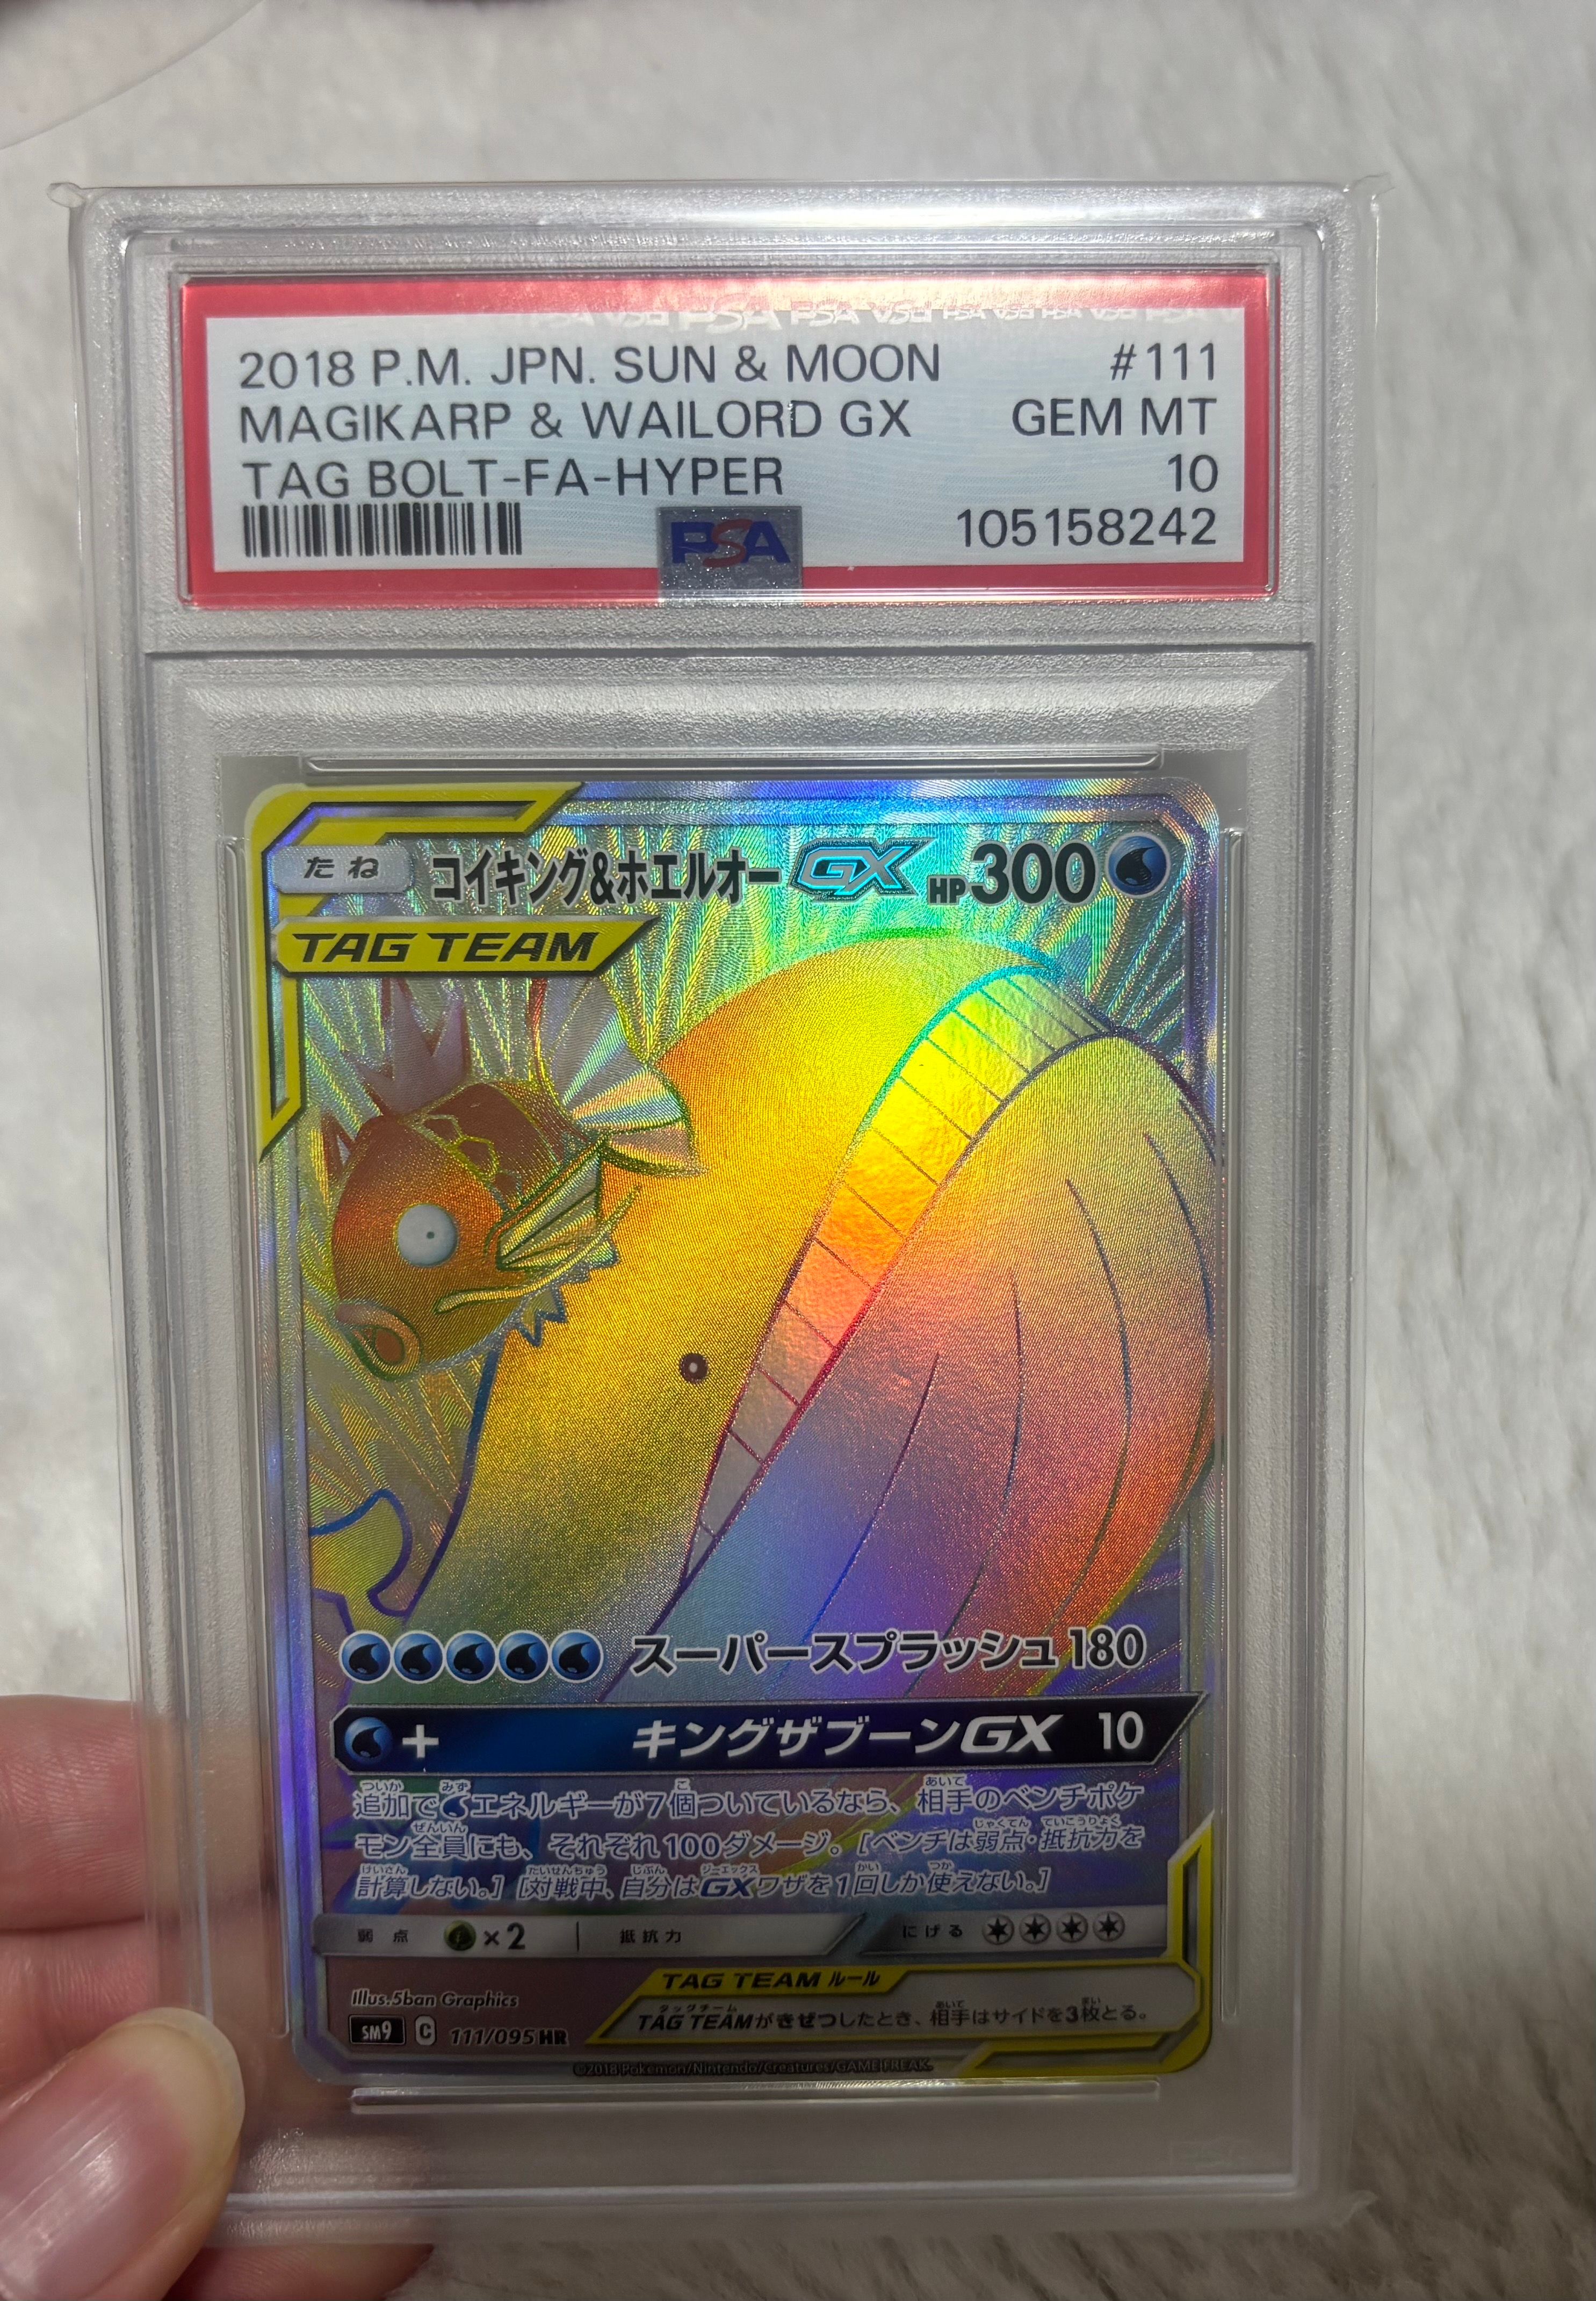 2018 P.M. JPN. SUN & MOON #111
MAGIKARP & WAILORD GX GEM MT
TAG BOLT-FA-HYPER 10
PSA 105158242
たね コイキング&ホエルオーGX HP300
TAG TEAM
スーパースプラッシュ 180
+ キングザブーンGX 10
追加でエネルギーが7個ついているなら、相手のベンチポケ
モン全員にも、それぞれ100ダメージ。[ベンチは弱点・抵抗力を
計算しない。] [対戦中、自分はGXワザを1回しか使えない。]
弱点 ×2 抵抗力 にげる
TAG TEAM ルール
Illus.5ban Graphics
TAG TEAMがきぜつしたとき、相手はサイドを3枚とる。
SM9 C 111/095 HR
©2018 Pokémon/Nintendo/Creatures/GAME FREAK.